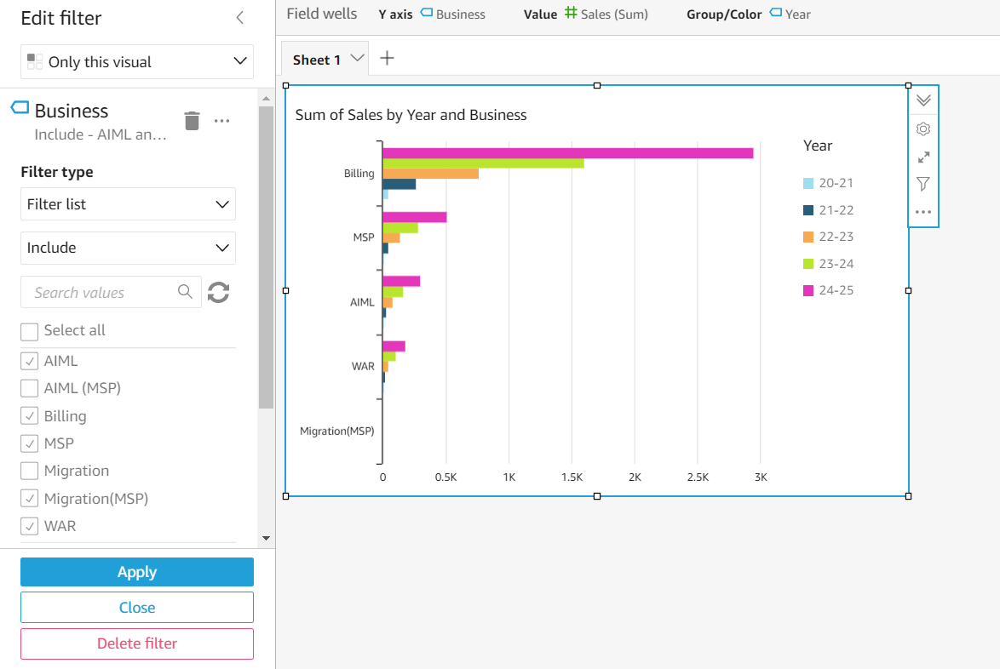 Edit filter
Only this visual
Business
Include - AIML an...
Filter type
Filter list
Include
Search values
Select all
AIML
AIML (MSP)
Billing
MSP
Migration
Migration(MSP)
WAR
Apply
Close
Delete filter
Field wells Y axis Business Value Sales (Sum) Group/Color Year
Sheet 1
Sum of Sales by Year and Business
Billing
MSP
AIML
WAR
Migration(MSP)
0 0.5K 1K 1.5K 2K 2.5K 3K
Year
20-21
21-22
22-23
23-24
24-25